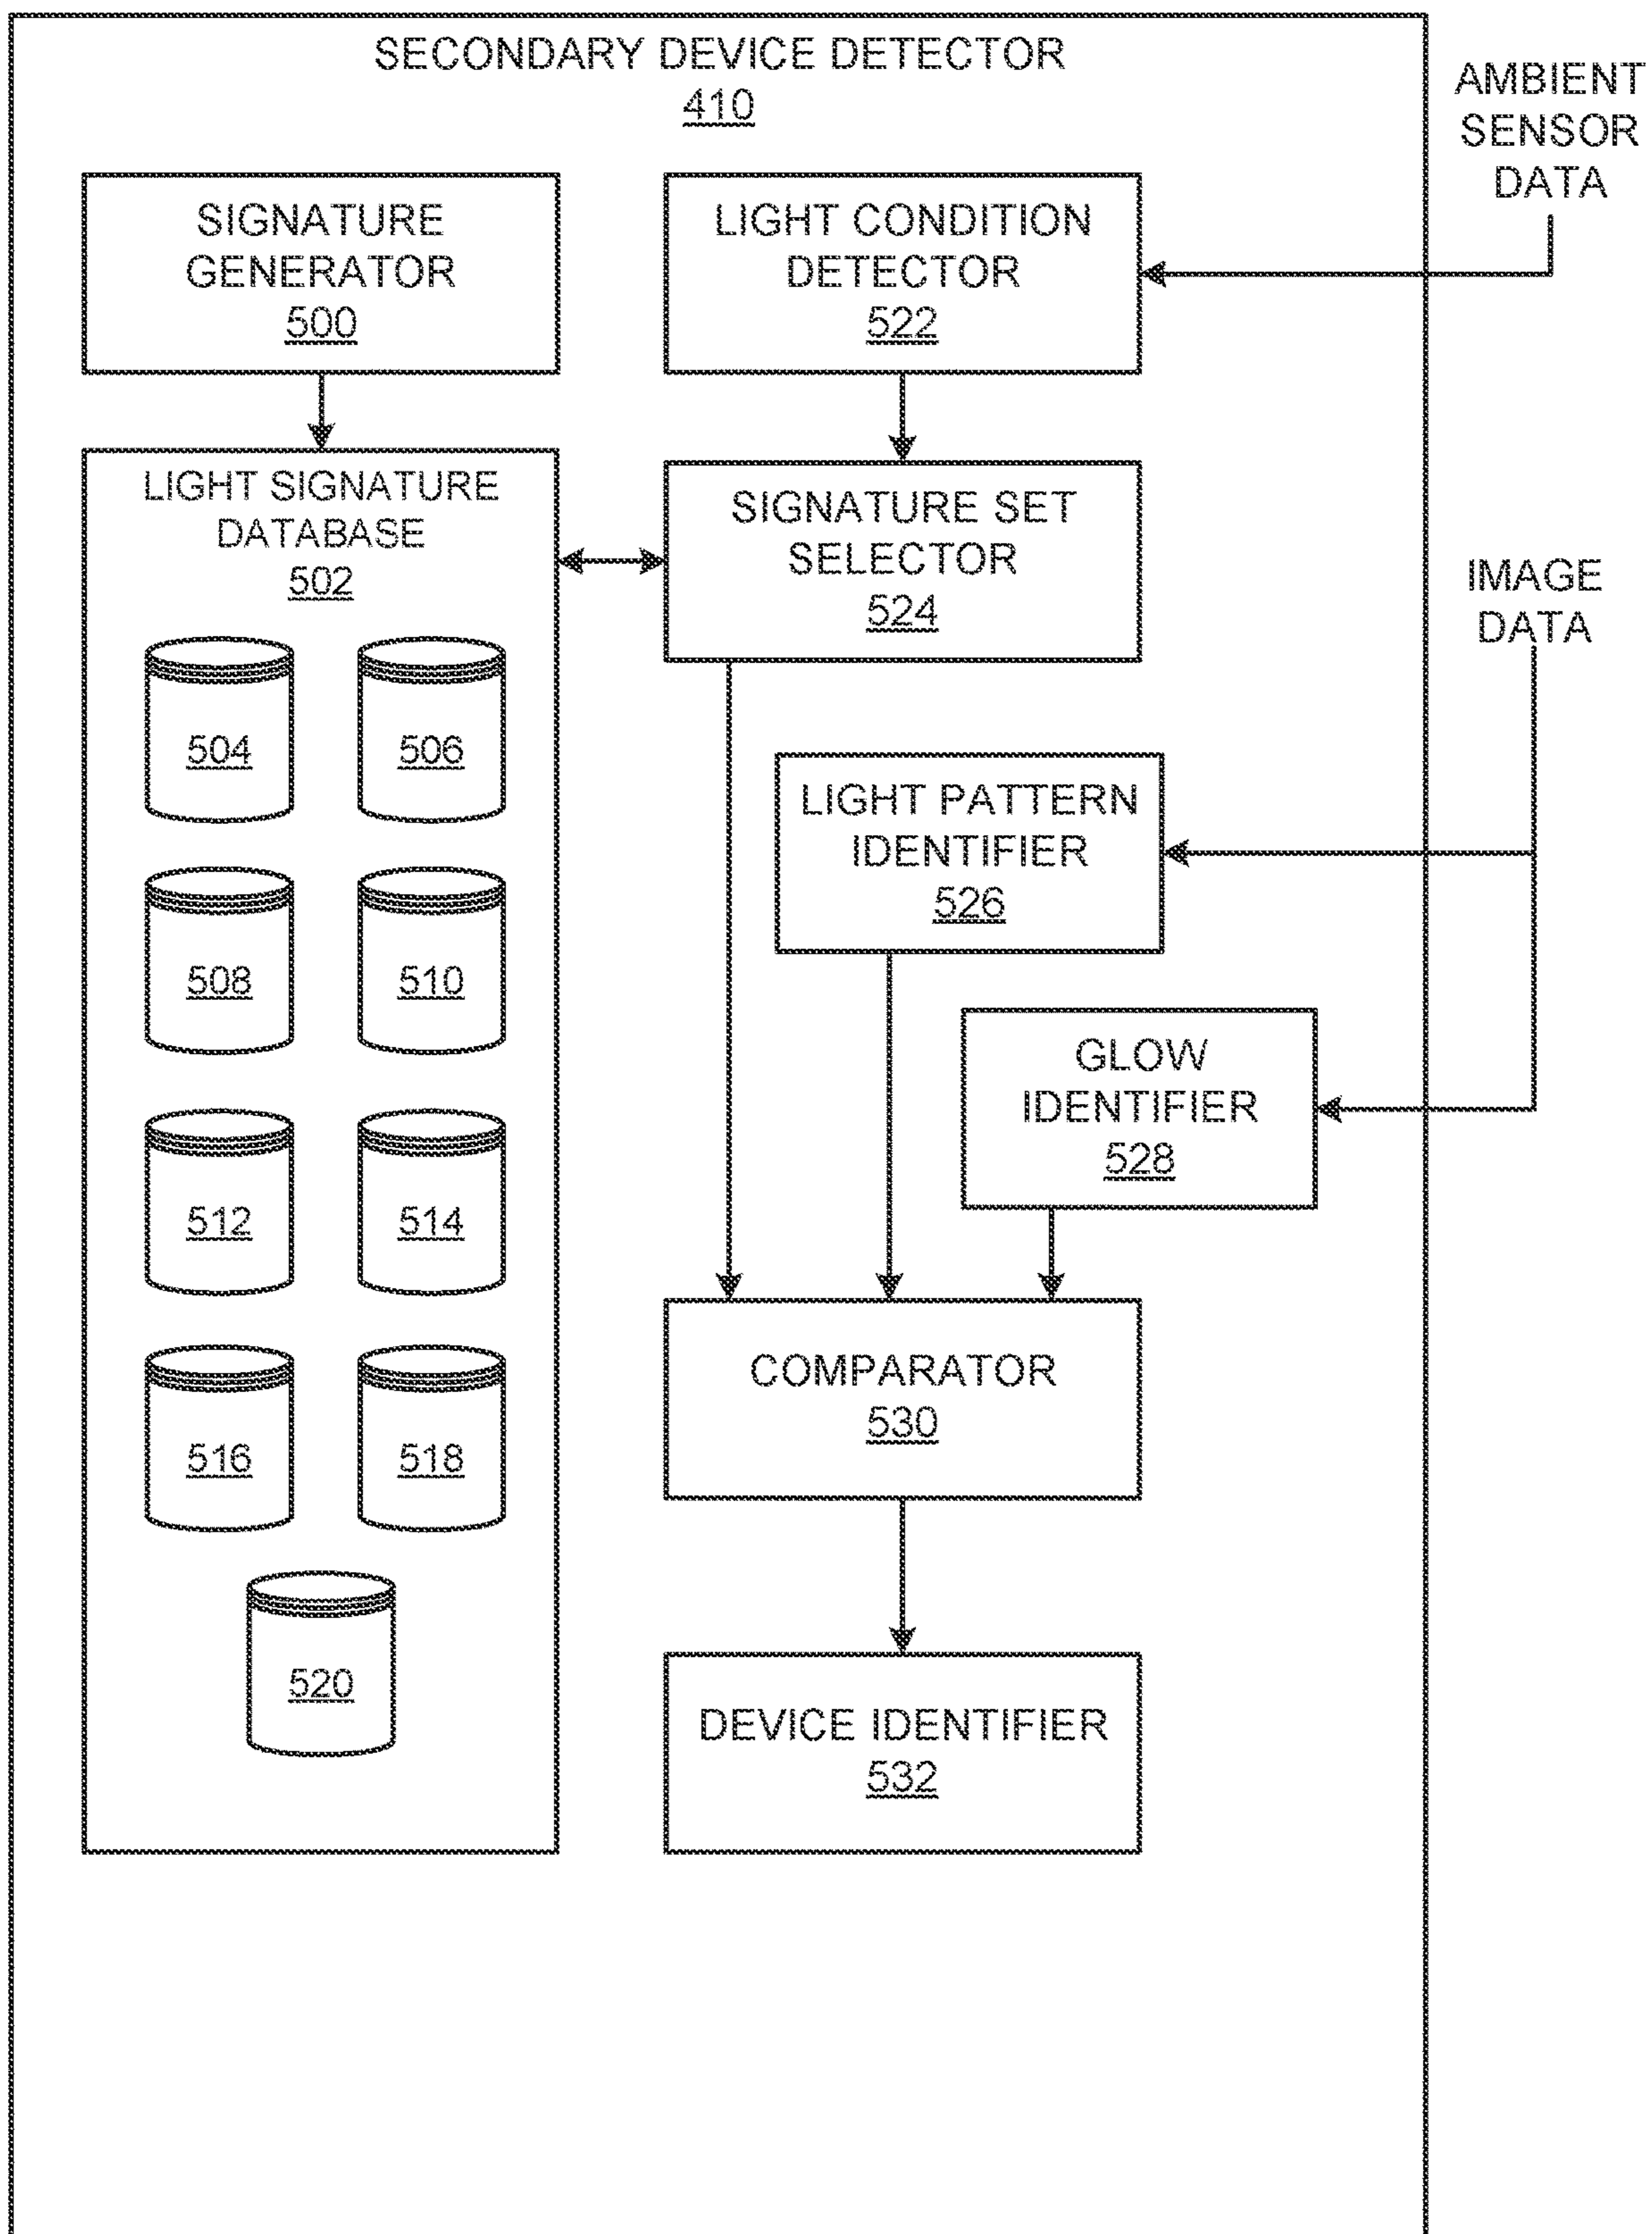 SECONDARY DEVICE DETECTOR
410
AMBIENT
SENSOR
DATA
SIGNATURE
GENERATOR
500
LIGHT CONDITION
DETECTOR
522
LIGHT SIGNATURE
DATABASE
502
SIGNATURE SET
SELECTOR
524
IMAGE
DATA
504
506
LIGHT PATTERN
IDENTIFIER
526
508
510
GLOW
IDENTIFIER
528
512
514
COMPARATOR
530
516
518
520
DEVICE IDENTIFIER
532